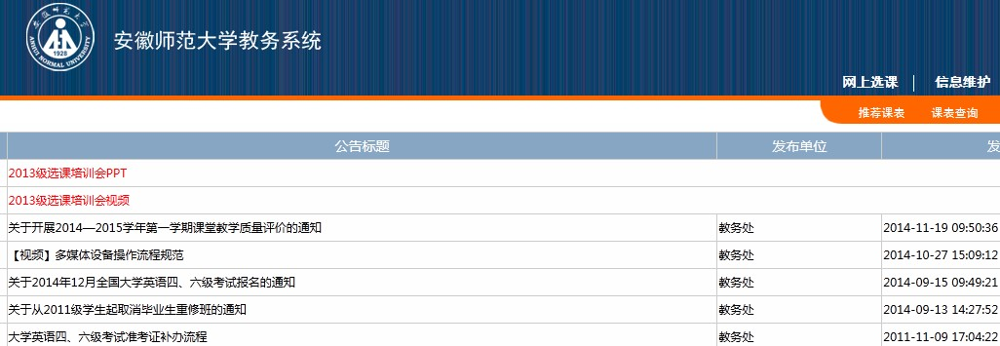 安徽师范大学
ANHUI NORMAL UNIVERSITY
1928
安徽师范大学教务系统
网上选课 信息维护
推荐课表 课表查询
公告标题 发布单位 发
2013级选课培训会PPT
2013级选课培训会视频
关于开展2014—2015学年第一学期课堂教学质量评价的通知 教务处 2014-11-19 09:50:36
【视频】多媒体设备操作流程规范 教务处 2014-10-27 15:09:12
关于2014年12月全国大学英语四、六级考试报名的通知 教务处 2014-09-15 09:49:21
关于从2011级学生起取消毕业生重修班的通知 教务处 2014-09-13 14:27:52
大学英语四、六级考试准考证补办流程 教务处 2011-11-09 17:04:22